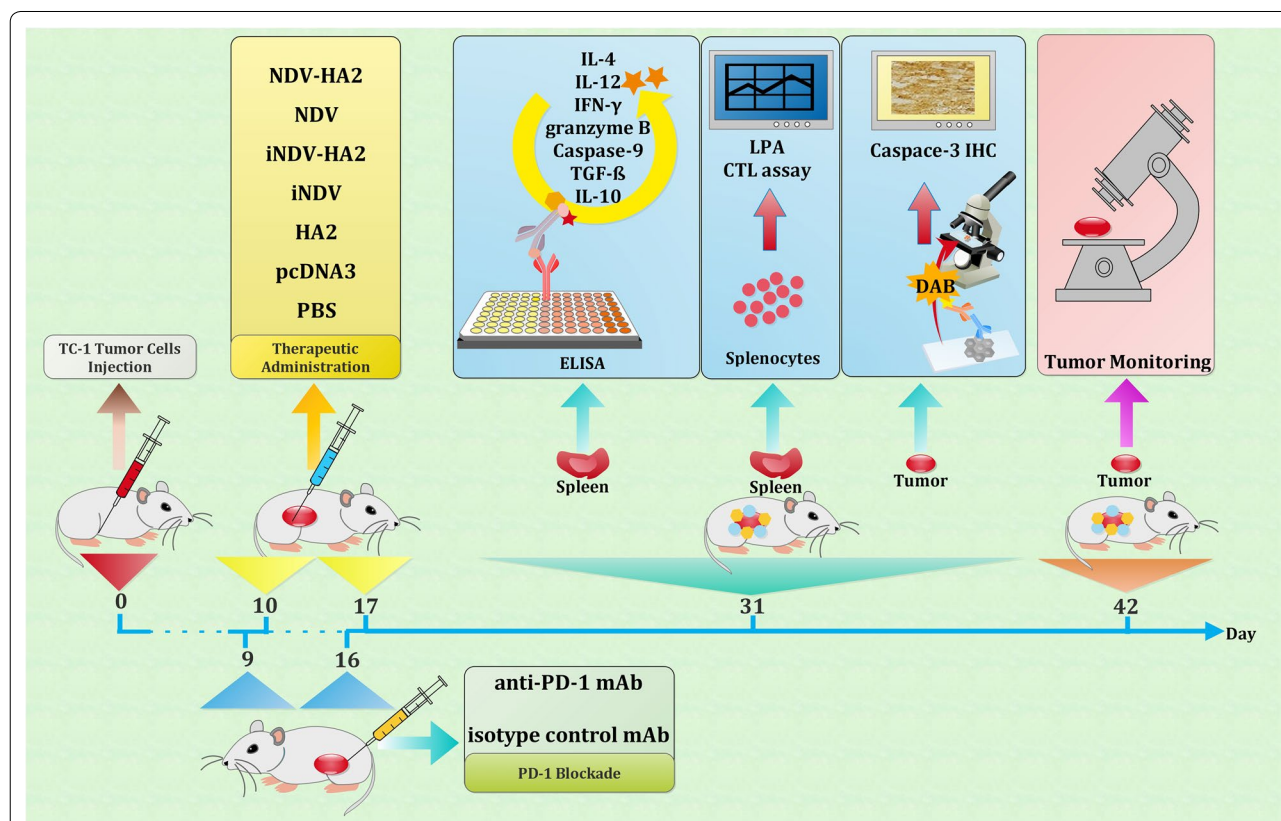 NDV-HA2
NDV
iNDV-HA2
iNDV
HA2
pcDNA3
PBS
Therapeutic
Administration
TC-1 Tumor Cells
Injection
IL-4
IL-12
IFN-γ
granzyme B
Caspase-9
TGF-ß
IL-10
ELISA
LPA
CTL assay
Splenocytes
Caspace-3 IHC
DAB
Tumor Monitoring
Spleen
Spleen
Tumor
Tumor
0
10
17
31
42
Day
9
16
anti-PD-1 mAb
isotype control mAb
PD-1 Blockade